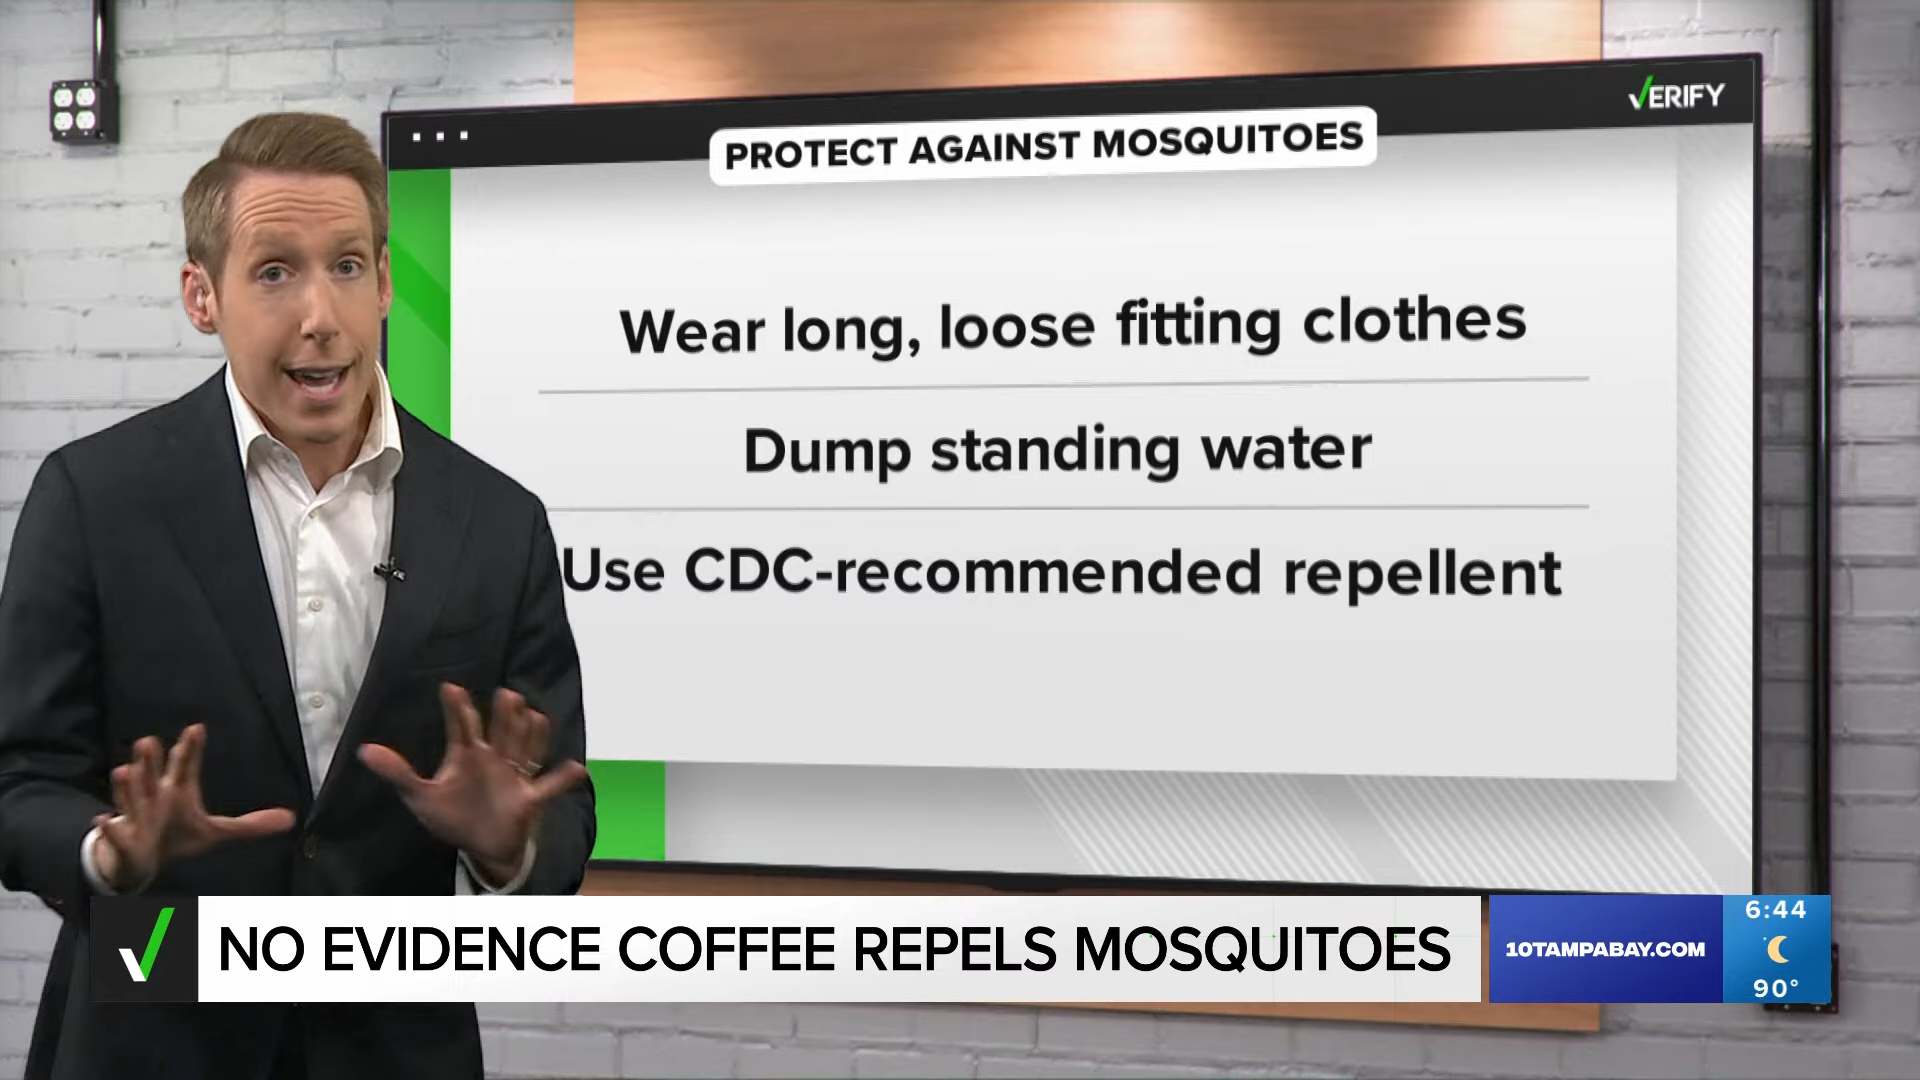 VERIFY
PROTECT AGAINST MOSQUITOES
Wear long, loose fitting clothes
Dump standing water
Use CDC-recommended repellent
NO EVIDENCE COFFEE REPELS MOSQUITOES
10TAMPABAY.COM
6:44
90°